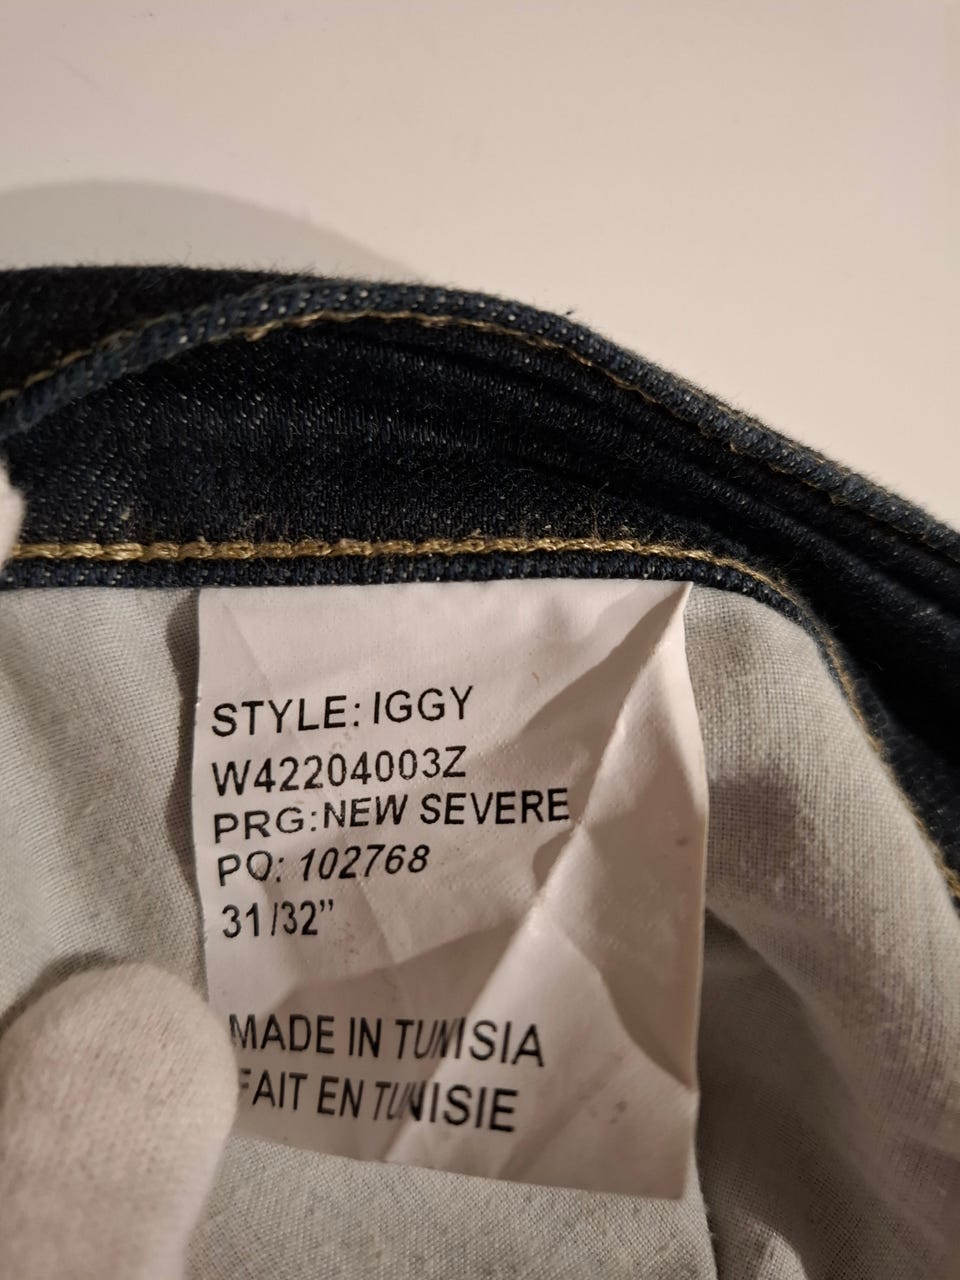 STYLE: IGGY
W42204003Z
PRG:NEW SEVERE
PO: 102768
31/32”
MADE IN TUNISIA
FAIT EN TUNISIE